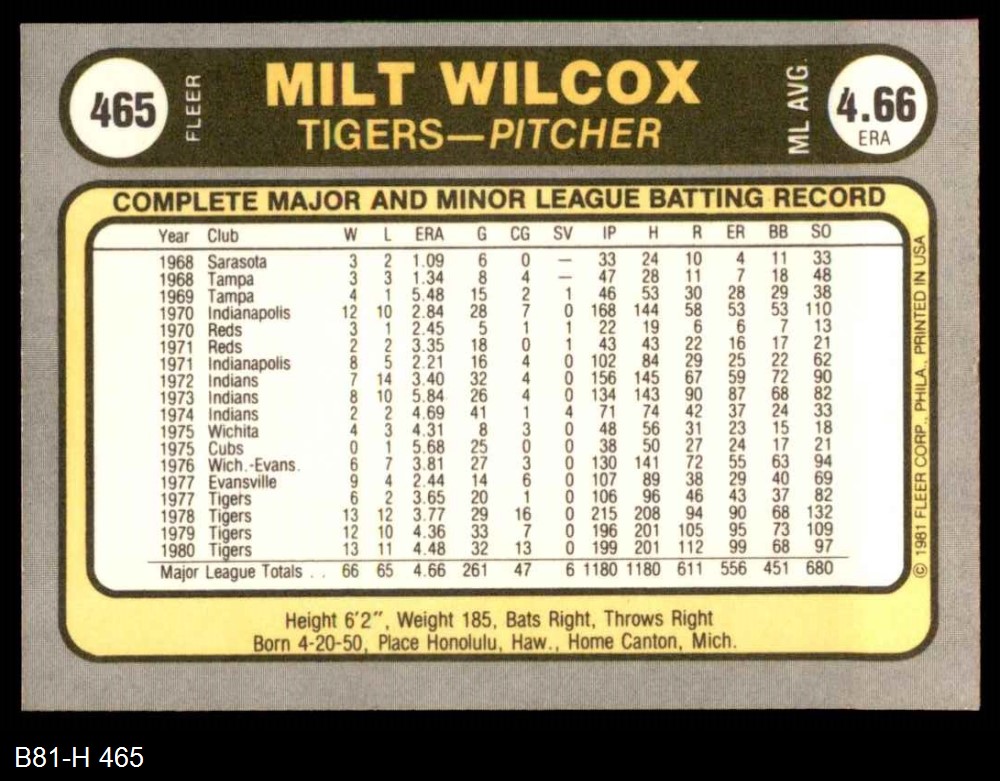 465
FLEER
MILT WILCOX
TIGERS—PITCHER
ML AVG.
4.66
ERA
COMPLETE MAJOR AND MINOR LEAGUE BATTING RECORD
Year Club W L ERA G CG SV IP H R ER BB SO
1968 Sarasota 3 2 1.09 6 0 — 33 24 10 4 11 33
1968 Tampa 3 3 1.34 8 4 — 47 28 11 7 18 48
1969 Tampa 4 1 5.48 15 2 1 46 53 30 28 29 38
1970 Indianapolis 12 10 2.84 28 7 0 168 144 58 53 53 110
1970 Reds 3 1 2.45 5 1 1 22 19 6 6 7 13
1971 Reds 2 2 3.35 18 0 1 43 43 22 16 17 21
1971 Indianapolis 8 5 2.21 16 4 0 102 84 29 25 22 62
1972 Indians 7 14 3.40 32 4 0 156 145 67 59 72 90
1973 Indians 8 10 5.84 26 4 0 134 143 90 87 68 82
1974 Indians 2 2 4.69 41 1 4 71 74 42 37 24 33
1975 Wichita 4 3 4.31 8 3 0 48 56 31 23 15 18
1975 Cubs 0 1 5.68 25 0 0 38 50 27 24 17 21
1976 Wich.-Evans. 6 7 3.81 27 3 0 130 141 72 55 63 94
1977 Evansville 9 4 2.44 14 6 0 107 89 38 29 40 69
1977 Tigers 6 2 3.65 20 1 0 106 96 46 43 37 82
1978 Tigers 13 12 3.77 29 16 0 215 208 94 90 68 132
1979 Tigers 12 10 4.36 33 7 0 196 201 105 95 73 109
1980 Tigers 13 11 4.48 32 13 0 199 201 112 99 68 97
Major League Totals . . 66 65 4.66 261 47 6 1180 1180 611 556 451 680
© 1981 FLEER CORP., PHILA., PRINTED IN USA
Height 6'2", Weight 185, Bats Right, Throws Right
Born 4-20-50, Place Honolulu, Haw., Home Canton, Mich.
B81-H 465